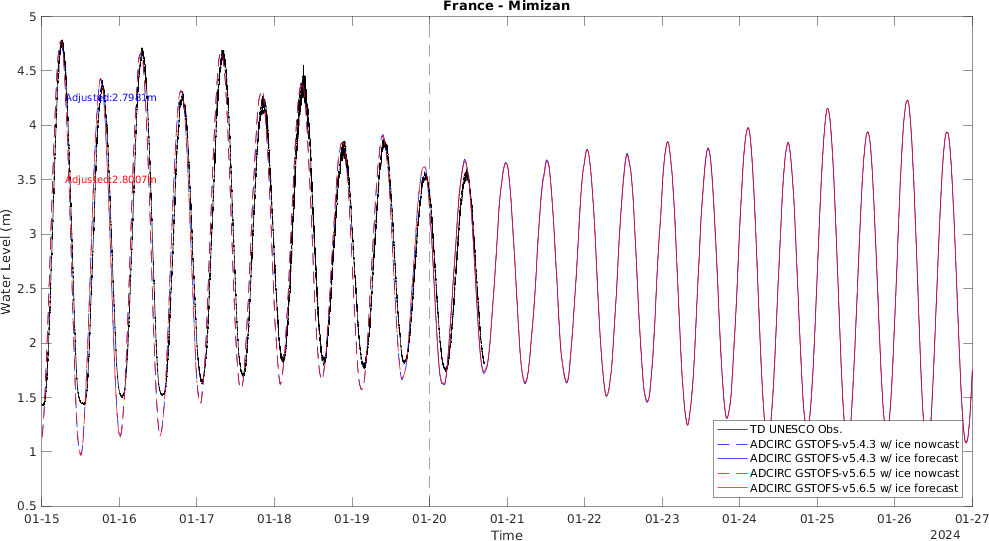 France - Mimizan
5
4.5
4
3.5
3
2.5
2
1.5
1
0.5
Water Level (m)
Adjusted:2.7981m
Adjusted:2.8007m
TD UNESCO Obs.
ADCIRC GSTOFS-v5.4.3 w/ ice nowcast
ADCIRC GSTOFS-v5.4.3 w/ ice forecast
ADCIRC GSTOFS-v5.6.5 w/ ice nowcast
ADCIRC GSTOFS-v5.6.5 w/ ice forecast
01-15 01-16 01-17 01-18 01-19 01-20 01-21 01-22 01-23 01-24 01-25 01-26 01-27
Time
2024